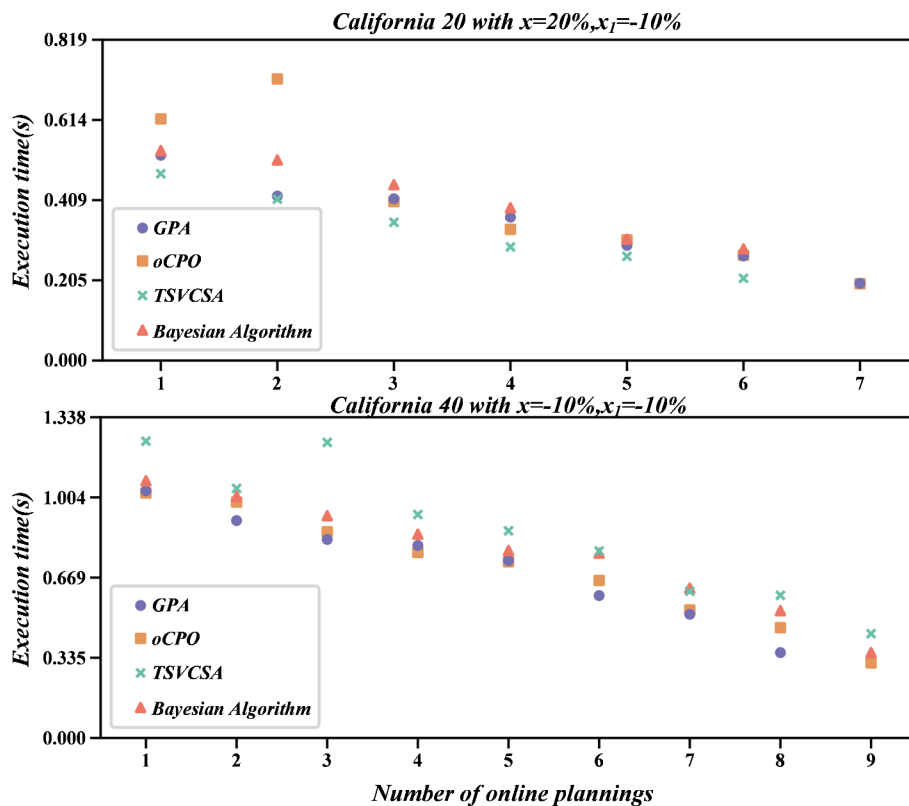 California 20 with x=20%,x₁=-10%
Execution time(s)
0.819
0.614
0.409
0.205
0.000
GPA
oCPO
TSVCSA
Bayesian Algorithm
1 2 3 4 5 6 7
California 40 with x=-10%,x₁=-10%
Execution time(s)
1.338
1.004
0.669
0.335
0.000
GPA
oCPO
TSVCSA
Bayesian Algorithm
1 2 3 4 5 6 7 8 9
Number of online plannings